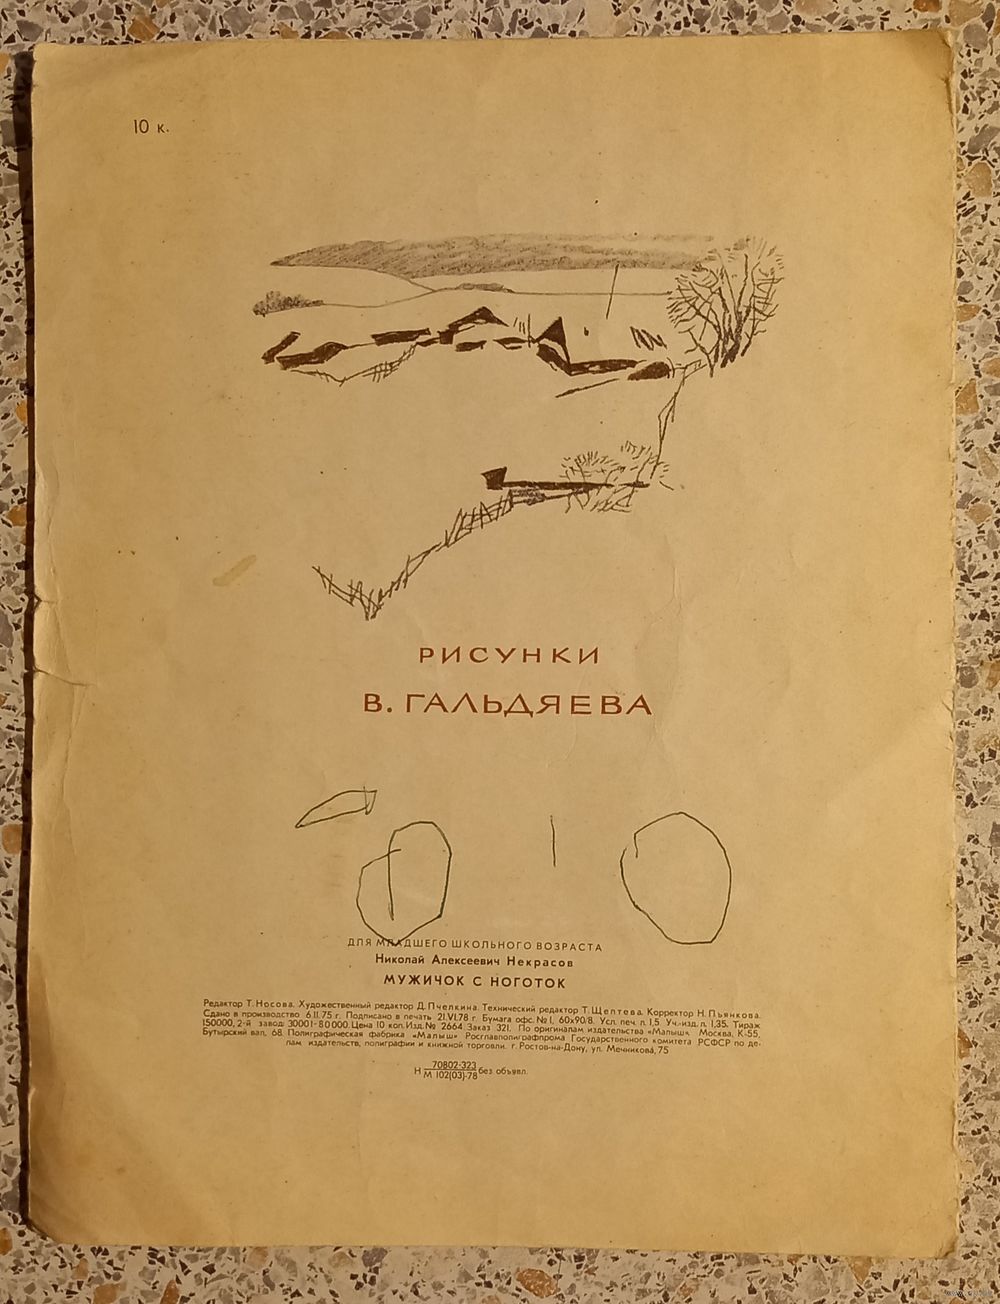 10 к.
РИСУНКИ
В. ГАЛЬДЯЕВА
ДЛЯ МЛАДШЕГО ШКОЛЬНОГО ВОЗРАСТА
Николай Алексеевич Некрасов
МУЖИЧОК С НОГОТОК
Редактор Т. Носова. Художественный редактор Д. Пчелкина. Технический редактор Т. Щептева. Корректор Н. Пьянкова.
Сдано в производство 6.II.75 г. Подписано в печать 21.VI.78 г. Бумага офс. № 1, 60х90/8. Усл. печ. л. 1,5. Уч.-изд. л. 1,35. Тираж
150000, 2-й завод 30001-80000. Цена 10 коп. Изд. № 2664. Заказ 321. По оригиналам издательства «Малыш». Москва, К-55,
Бутырский вал, 68. Полиграфическая фабрика «Малыш» Росглавполиграфпрома Государственного комитета РСФСР по де-
лам издательств, полиграфии и книжной торговли. г. Ростов-на-Дону, ул. Мечникова, 75
Н 70802-323
М 102(03)-78 без объявл.